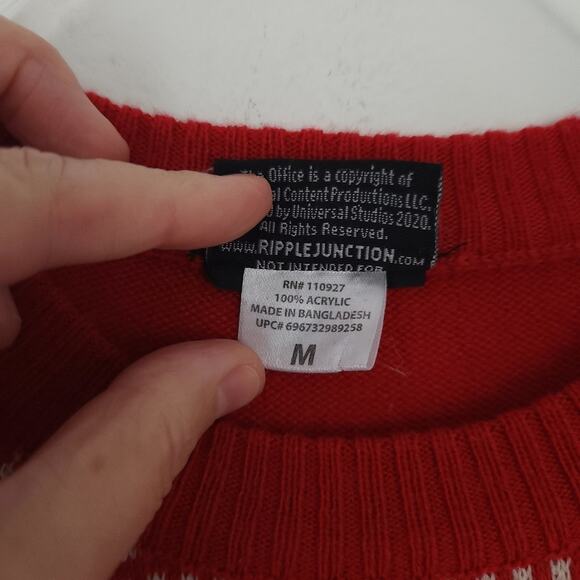 The Office is a copyright of
Content Productions LLC.
by Universal Studios 2020.
All Rights Reserved.
www.RIPPLEJUNCTION.COM
NOT INTENDED FOR
RN# 110927
100% ACRYLIC
MADE IN BANGLADESH
UPC# 696732989258
M